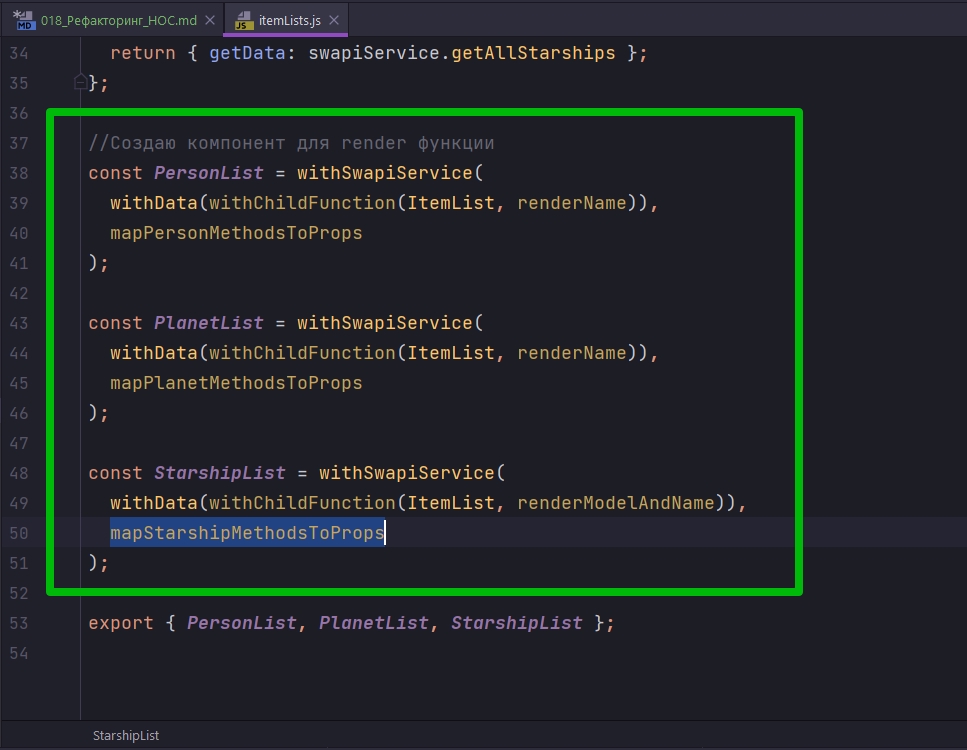 MD 018_Рефакторинг_HOC.md JS itemLists.js
34 return { getData: swapiService.getAllStarships };
35 };
36
37 //Создаю компонент для render функции
38 const PersonList = withSwapiService(
39 withData(withChildFunction(ItemList, renderName)),
40 mapPersonMethodsToProps
41 );
42
43 const PlanetList = withSwapiService(
44 withData(withChildFunction(ItemList, renderName)),
45 mapPlanetMethodsToProps
46 );
47
48 const StarshipList = withSwapiService(
49 withData(withChildFunction(ItemList, renderModelAndName)),
50 mapStarshipMethodsToProps
51 );
52
53 export { PersonList, PlanetList, StarshipList };
54
StarshipList